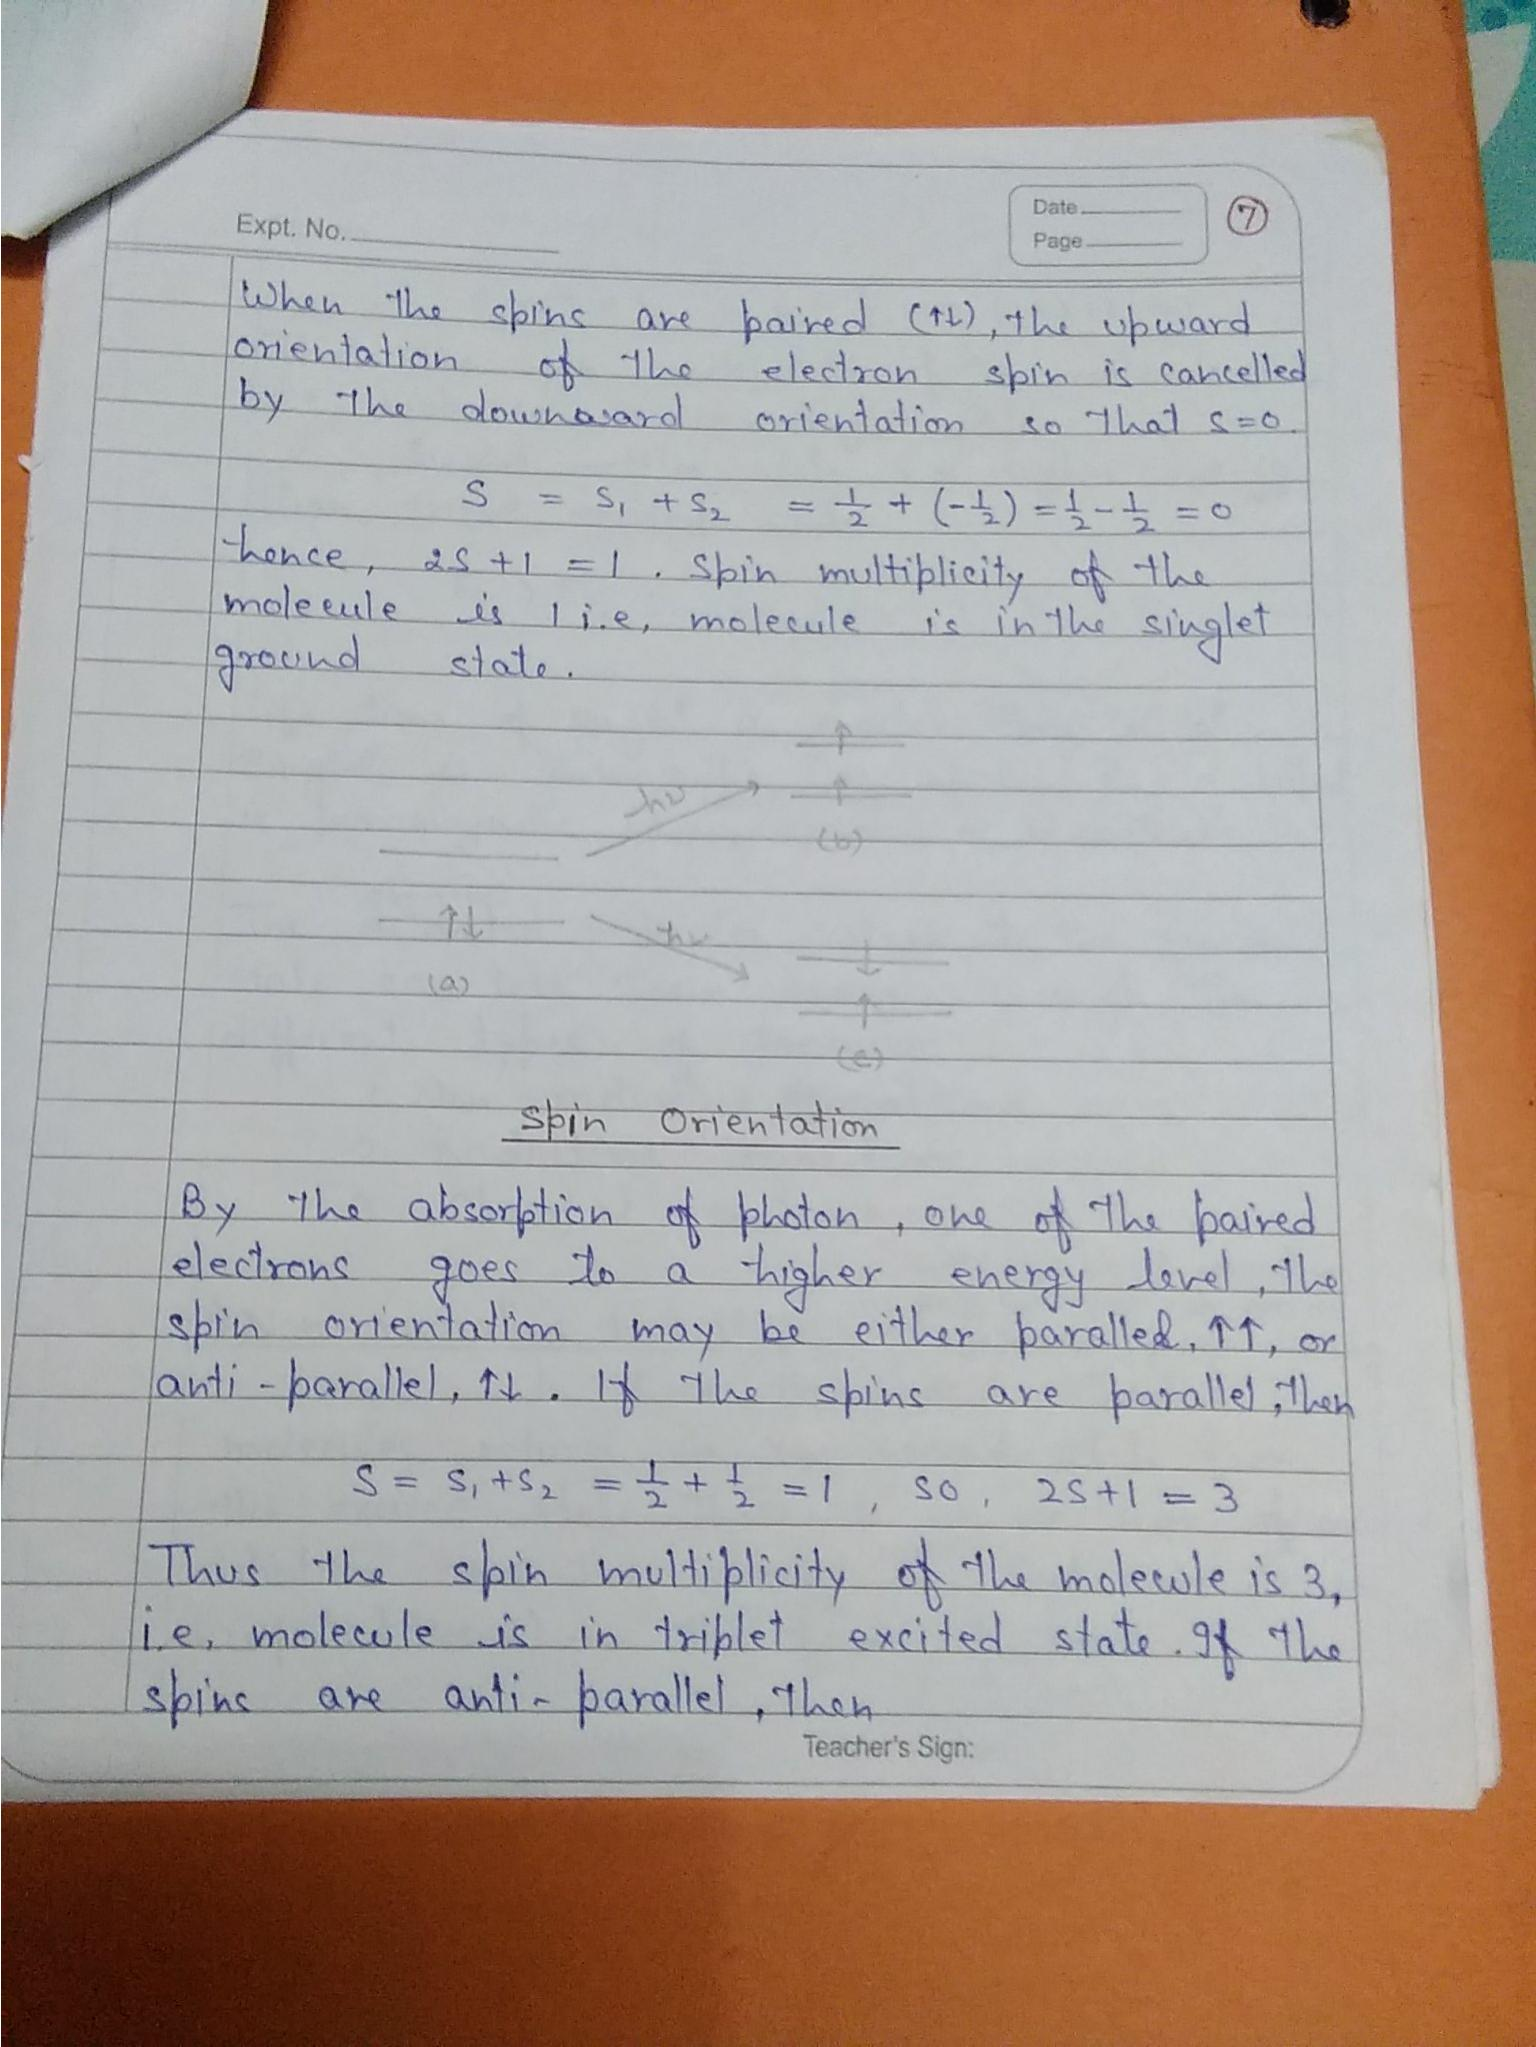 Expt. No.
Date
Page
7
When the spins are paired (↑↓), the upward
orientation of the electron spin is cancelled
by the downward orientation so that s=0.
S = S₁ + S₂ = 1/2 + (-1/2) = 1/2 - 1/2 = 0
hence, 2S+1 = 1. Spin multiplicity of the
molecule is 1 i.e, molecule is in the singlet
ground state.
↑
hν ↑
(b)
↑↓ hν
(a) ↓
↑
(c)
Spin Orientation
By the absorption of photon, one of the paired
electrons goes to a higher energy level, the
spin orientation may be either parallel, ↑↑, or
anti-parallel, ↑↓. If the spins are parallel, then
S = S₁+S₂ = 1/2 + 1/2 = 1, so, 2S+1 = 3
Thus the spin multiplicity of the molecule is 3,
i.e, molecule is in triplet excited state. If the
spins are anti-parallel, then
Teacher's Sign: